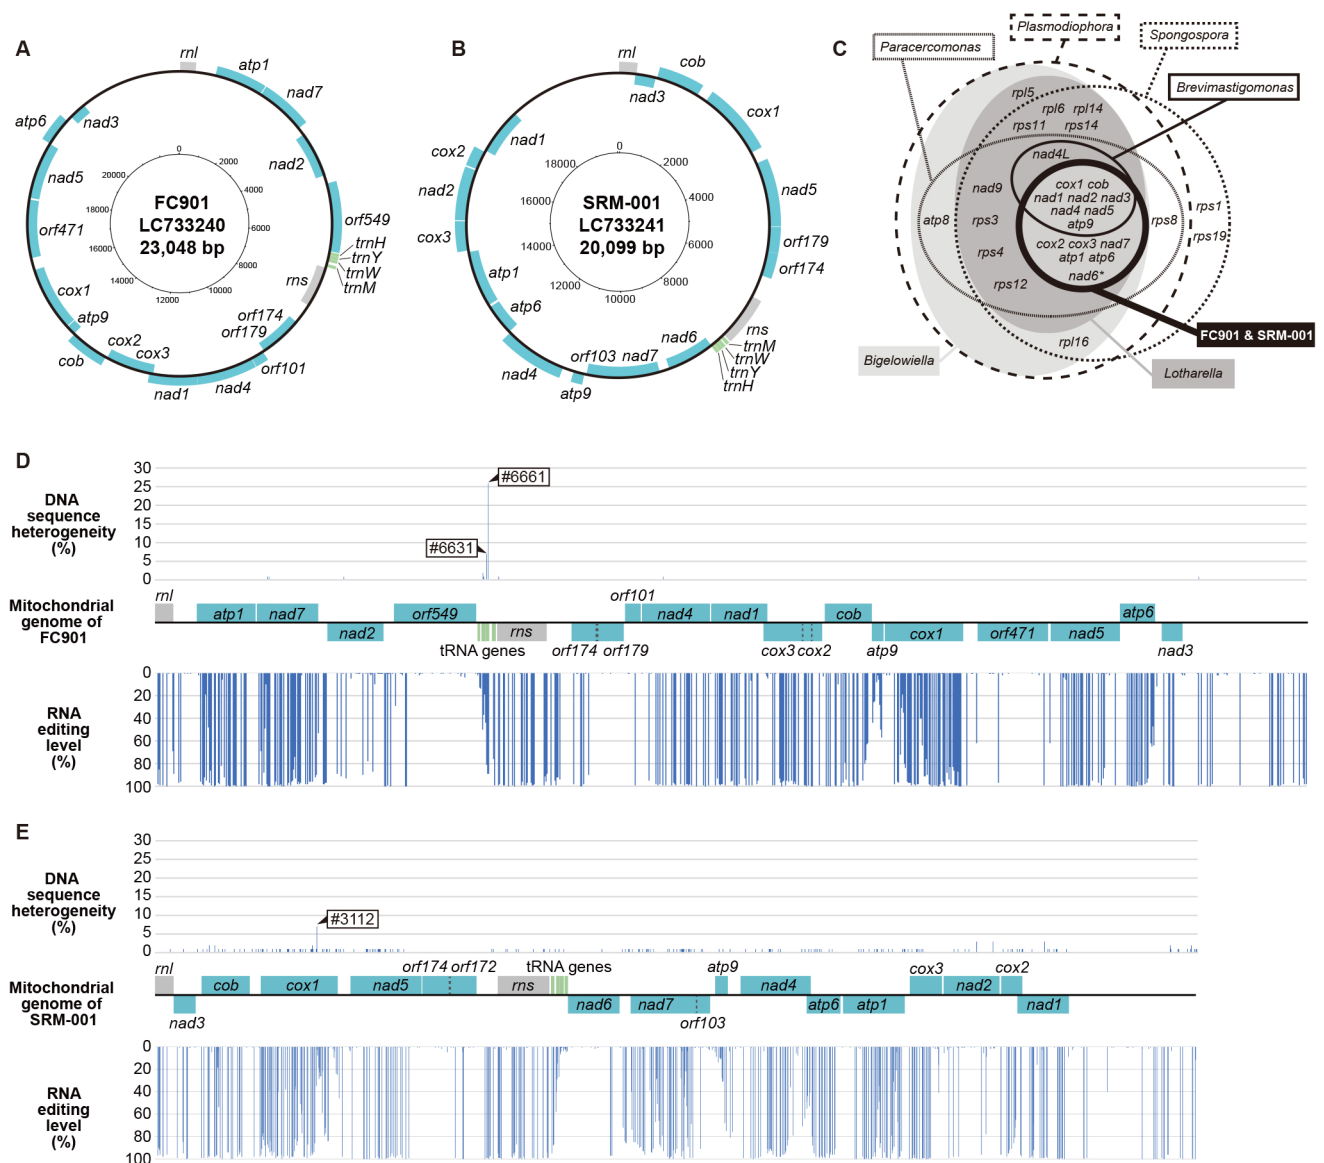 A
rnl
atp1
nad7
nad2
orf549
trnH
trnY
trnW
trnM
rns
orf174
orf179
orf101
nad4
nad1
cox3
cox2
cob
atp9
cox1
orf471
nad5
atp6
nad3
0
2000
4000
6000
8000
10000
12000
14000
16000
18000
20000
FC901
LC733240
23,048 bp
B
rnl
nad3
cob
cox1
nad5
orf179
orf174
rns
trnM
trnW
trnY
trnH
nad6
nad7
orf103
atp9
nad4
atp6
atp1
cox3
nad2
cox2
nad1
0
2000
4000
6000
8000
10000
12000
14000
16000
18000
SRM-001
LC733241
20,099 bp
C
Plasmodiophora
Paracercomonas
Spongospora
Brevimastigomonas
rpl5
rpl6 rpl14
rps11 rps14
nad4L
nad9
cox1 cob
nad1 nad2 nad3
nad4 nad5
atp9
atp8
rps3
rps8
rps1
rps19
rps4
cox2 cox3 nad7
atp1 atp6
nad6*
rps12
rpl16
FC901 & SRM-001
Bigelowiella
Lotharella
D
DNA
sequence
heterogeneity
(%)
30
25
20
15
10
5
0
#6661
#6631
Mitochondrial
genome of
FC901
rnl
atp1
nad7
nad2
orf549
tRNA genes
rns
orf174 orf179
orf101
nad4
nad1
cox3 cox2
cob
atp9
cox1
orf471
nad5
atp6
nad3
RNA
editing
level
(%)
0
20
40
60
80
100
E
DNA
sequence
heterogeneity
(%)
30
25
20
15
10
5
0
#3112
Mitochondrial
genome of
SRM-001
rnl
nad3
cob
cox1
nad5
orf174 orf172
rns
tRNA genes
nad6
nad7
orf103
atp9
nad4
atp6
atp1
cox3
nad2
cox2
nad1
RNA
editing
level
(%)
0
20
40
60
80
100